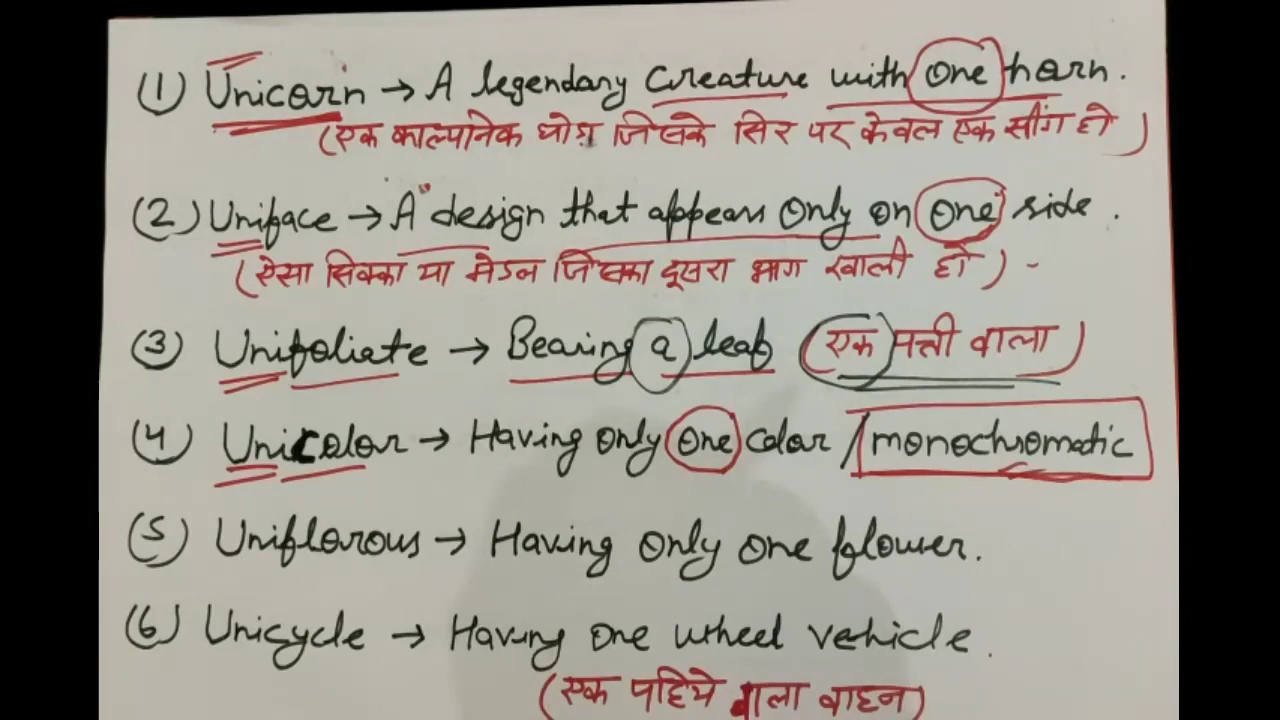 (1) Unicorn → A legendary Creature with one horn.
(एक काल्पनिक घोड़ा जिसके सिर पर केवल एक सींग हो)
(2) Uniface → A design that appears Only on One side.
(ऐसा सिक्का या मेडल जिसका दूसरा भाग खाली हो) -
(3) Unifoliate → Bearing a leaf (एक पत्ती वाला)
(4) Unicolor → Having only one color / monochromatic
(5) Uniflorous → Having Only one flower.
(6) Unicycle → Having One wheel vehicle.
(एक पहिये वाला वाहन)